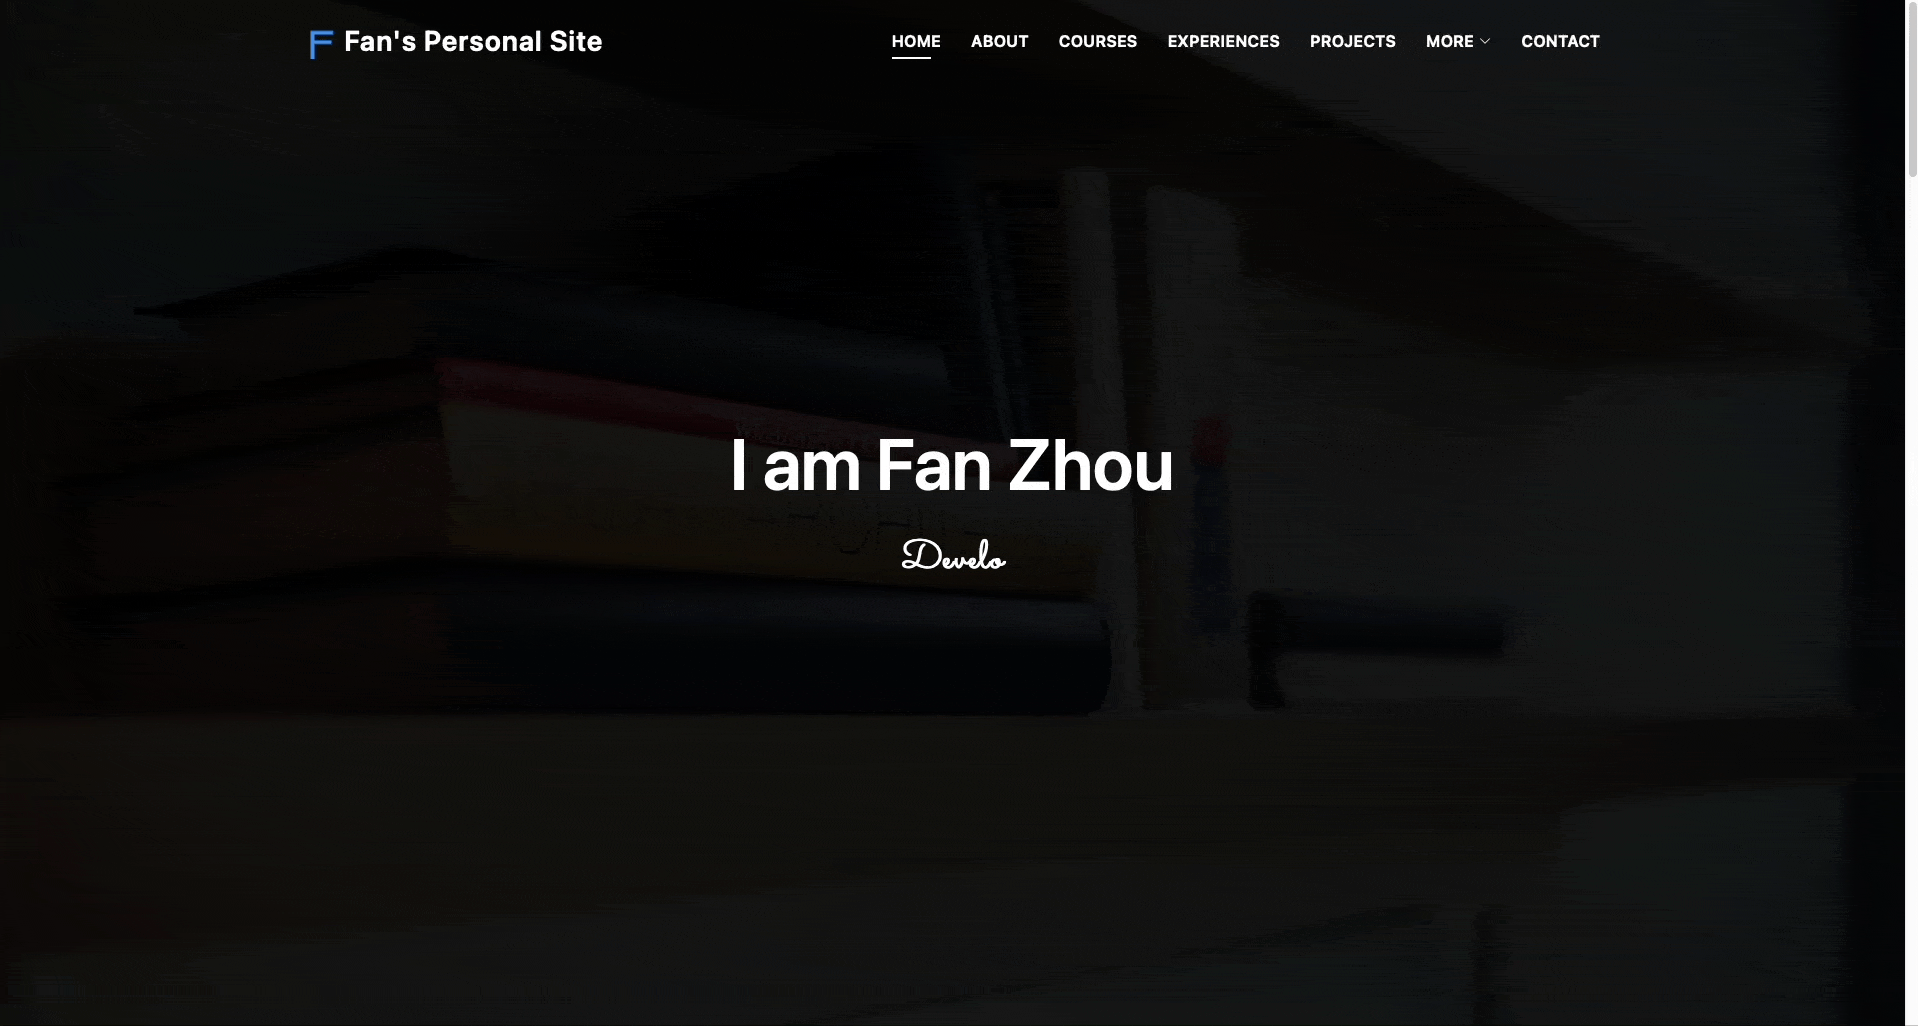 Fan's Personal Site
HOME ABOUT COURSES EXPERIENCES PROJECTS MORE CONTACT
I am Fan Zhou
Develo